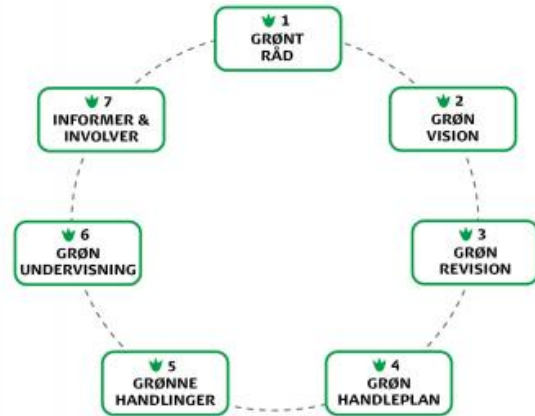 1
GRØNT
RÅD
2
GRØN
VISION
3
GRØN
REVISION
4
GRØN
HANDLEPLAN
5
GRØNNE
HANDLINGER
6
GRØN
UNDERVISNING
7
INFORMER &
INVOLVER